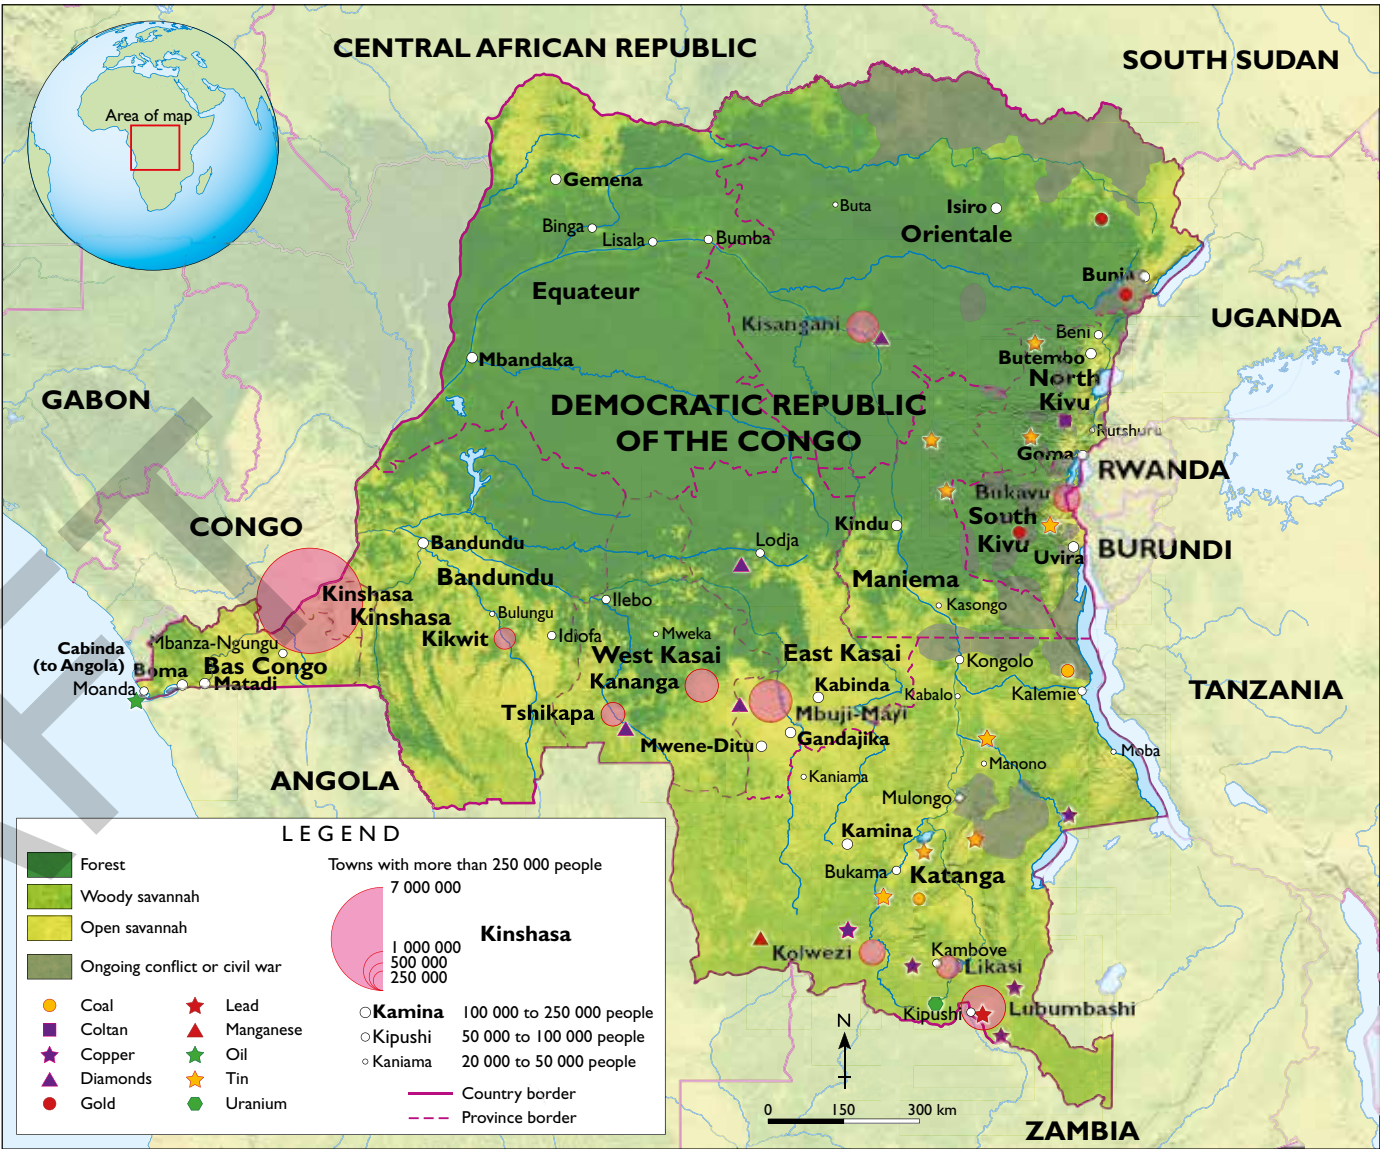 CENTRAL AFRICAN REPUBLIC
SOUTH SUDAN
Area of map
Gemena
Buta
Isiro
Orientale
Binga
Lisala
Bumba
Bunia
Equateur
UGANDA
Kisangani
Beni
Butembo
Mbandaka
North
Kivu
GABON
DEMOCRATIC REPUBLIC
OF THE CONGO
Rutshuru
Goma
RWANDA
Bukavu
CONGO
Kindu
South
Kivu
Bandundu
Lodja
Uvira
BURUNDI
Bandundu
Maniema
Kinshasa
Kinshasa
Ilebo
Bulungu
Kasongo
Mbanza-Ngungu
Kikwit
Idiofa
Mweka
Cabinda
(to Angola)
Boma
Bas Congo
West Kasai
East Kasai
Kongolo
Moanda
Matadi
Kananga
Kabinda
Kabalo
Kalemie
TANZANIA
Tshikapa
Mbuji-Mayi
Mwene-Ditu
Gandajika
Moba
ANGOLA
Kaniama
Manono
Mulongo
Kamina
Bukama
Katanga
Kolwezi
Kambove
Likasi
Kipushi
Lubumbashi
N
0 150 300 km
ZAMBIA
LEGEND
Forest
Woody savannah
Open savannah
Ongoing conflict or civil war
Coal
Coltan
Copper
Diamonds
Gold
Lead
Manganese
Oil
Tin
Uranium
Towns with more than 250 000 people
7 000 000
1 000 000
500 000
250 000
Kinshasa
Kamina 100 000 to 250 000 people
Kipushi 50 000 to 100 000 people
Kaniama 20 000 to 50 000 people
Country border
Province border